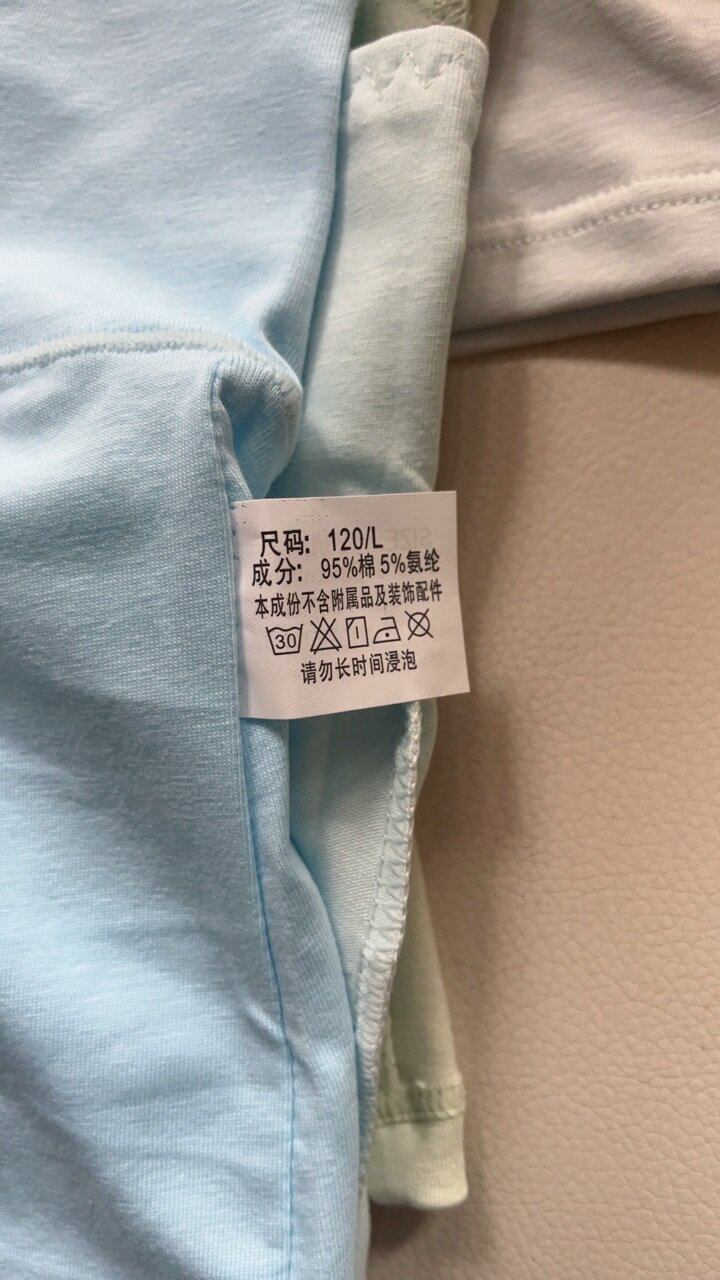 尺码: 120/L
成分: 95%棉 5%氨纶
本成份不含附属品及装饰配件
30
请勿长时间浸泡